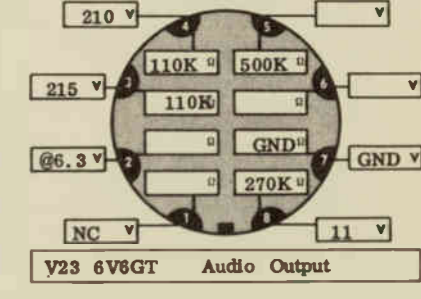 210 V V
4 5
110K Ω 500K Ω
215 V 3 6 V
110K Ω
Ω GND Ω
@6.3 V 2 7 GND V
Ω 270K Ω
NC V 1 8 11 V
V23 6V6GT Audio Output